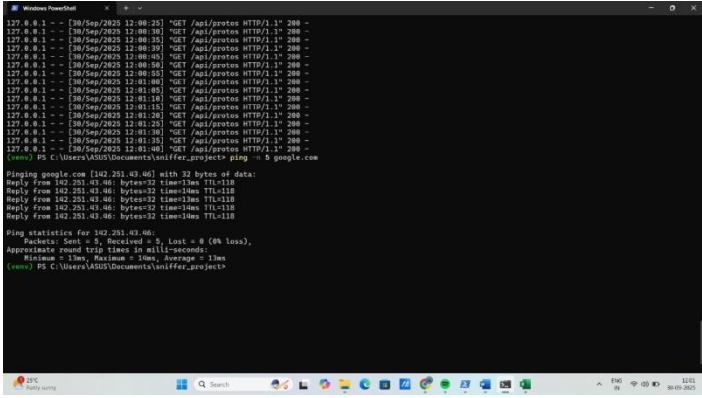 Windows PowerShell
127.0.0.1 - - [30/Sep/2025 12:00:25] "GET /api/protos HTTP/1.1" 200 -
127.0.0.1 - - [30/Sep/2025 12:00:30] "GET /api/protos HTTP/1.1" 200 -
127.0.0.1 - - [30/Sep/2025 12:00:35] "GET /api/protos HTTP/1.1" 200 -
127.0.0.1 - - [30/Sep/2025 12:00:39] "GET /api/protos HTTP/1.1" 200 -
127.0.0.1 - - [30/Sep/2025 12:00:45] "GET /api/protos HTTP/1.1" 200 -
127.0.0.1 - - [30/Sep/2025 12:00:50] "GET /api/protos HTTP/1.1" 200 -
127.0.0.1 - - [30/Sep/2025 12:00:55] "GET /api/protos HTTP/1.1" 200 -
127.0.0.1 - - [30/Sep/2025 12:01:00] "GET /api/protos HTTP/1.1" 200 -
127.0.0.1 - - [30/Sep/2025 12:01:05] "GET /api/protos HTTP/1.1" 200 -
127.0.0.1 - - [30/Sep/2025 12:01:10] "GET /api/protos HTTP/1.1" 200 -
127.0.0.1 - - [30/Sep/2025 12:01:15] "GET /api/protos HTTP/1.1" 200 -
127.0.0.1 - - [30/Sep/2025 12:01:20] "GET /api/protos HTTP/1.1" 200 -
127.0.0.1 - - [30/Sep/2025 12:01:25] "GET /api/protos HTTP/1.1" 200 -
127.0.0.1 - - [30/Sep/2025 12:01:30] "GET /api/protos HTTP/1.1" 200 -
127.0.0.1 - - [30/Sep/2025 12:01:35] "GET /api/protos HTTP/1.1" 200 -
127.0.0.1 - - [30/Sep/2025 12:01:40] "GET /api/protos HTTP/1.1" 200 -
(venv) PS C:\Users\ASUS\Documents\sniffer_project> ping -n 5 google.com
Pinging google.com [142.251.43.46] with 32 bytes of data:
Reply from 142.251.43.46: bytes=32 time=13ms TTL=118
Reply from 142.251.43.46: bytes=32 time=14ms TTL=118
Reply from 142.251.43.46: bytes=32 time=13ms TTL=118
Reply from 142.251.43.46: bytes=32 time=14ms TTL=118
Reply from 142.251.43.46: bytes=32 time=14ms TTL=118
Ping statistics for 142.251.43.46:
Packets: Sent = 5, Received = 5, Lost = 0 (0% loss),
Approximate round trip times in milli-seconds:
Minimum = 13ms, Maximum = 14ms, Average = 13ms
(venv) PS C:\Users\ASUS\Documents\sniffer_project>
25°C
Partly sunny
Search
ENG
IN
12:01
30-09-2025